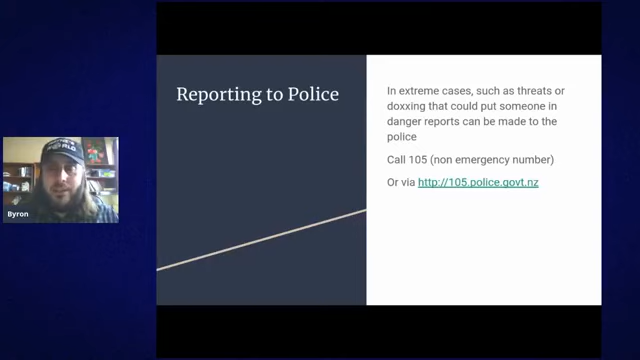 Reporting to Police
In extreme cases, such as threats or
doxxing that could put someone in
danger reports can be made to the
police
Call 105 (non emergency number)
Or via http://105.police.govt.nz
Byron